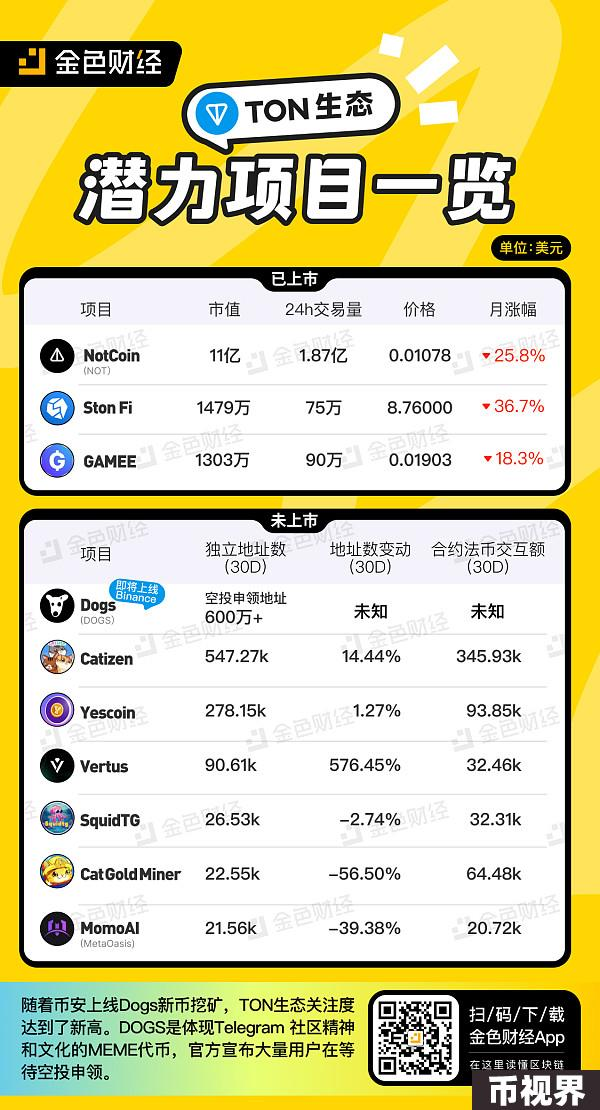 金色财经
TON生态
潜力项目一览
单位:美元
已上市
项目 市值 24h交易量 价格 月涨幅
NotCoin 11亿 1.87亿 0.01078 ▼25.8%
(NOT)
Ston Fi 1479万 75万 8.76000 ▼36.7%
GAMEE 1303万 90万 0.01903 ▼18.3%
未上市
项目 独立地址数 地址数变动 合约法币交互额
(30D) (30D) (30D)
即将上线
Binance
Dogs 空投申领地址 未知 未知
(DOGS) 600万+
Catizen 547.27k 14.44% 345.93k
Yescoin 278.15k 1.27% 93.85k
Vertus 90.61k 576.45% 32.46k
SquidTG 26.53k -2.74% 32.31k
CatGoldMiner 22.55k -56.50% 64.48k
MomoAI 21.56k -39.38% 20.72k
(MetaOasis)
随着币安上线Dogs新币挖矿，TON生态关注度
达到了新高。DOGS是体现Telegram 社区精神
和文化的MEME代币，官方宣布大量用户在等
待空投申领。
扫/码/下/载
金色财经App
在这里读懂区块链
币视界